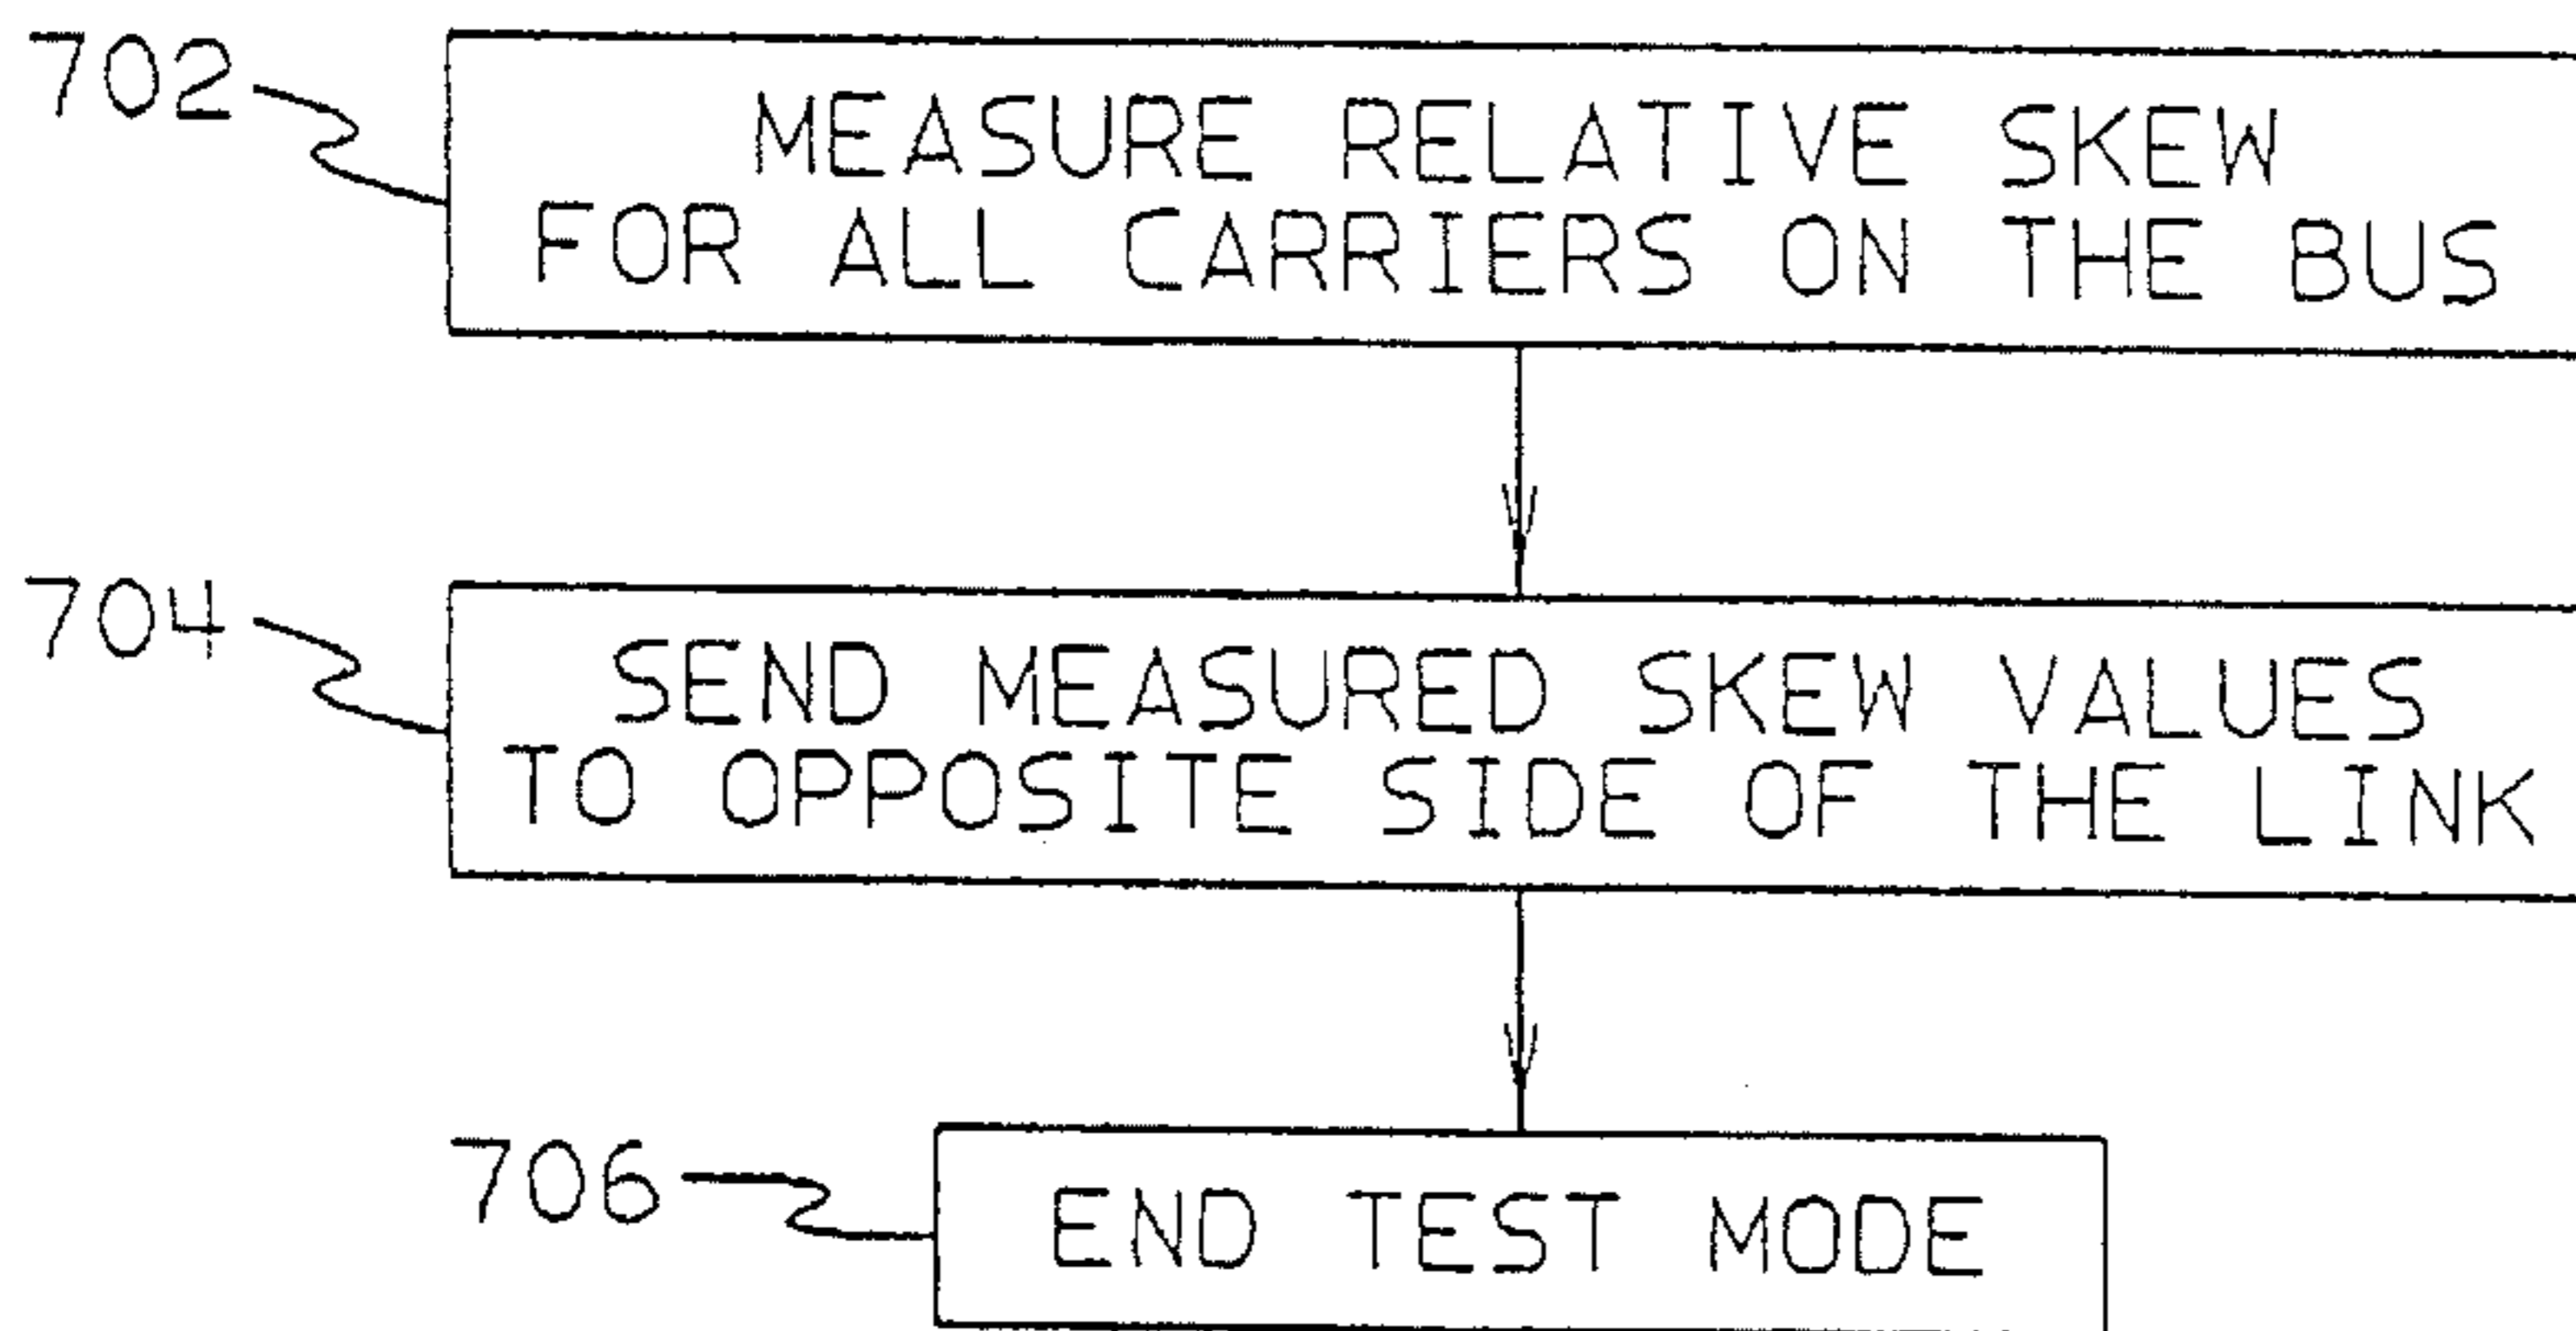 702
MEASURE RELATIVE SKEW
FOR ALL CARRIERS ON THE BUS
704
SEND MEASURED SKEW VALUES
TO OPPOSITE SIDE OF THE LINK
706
END TEST MODE